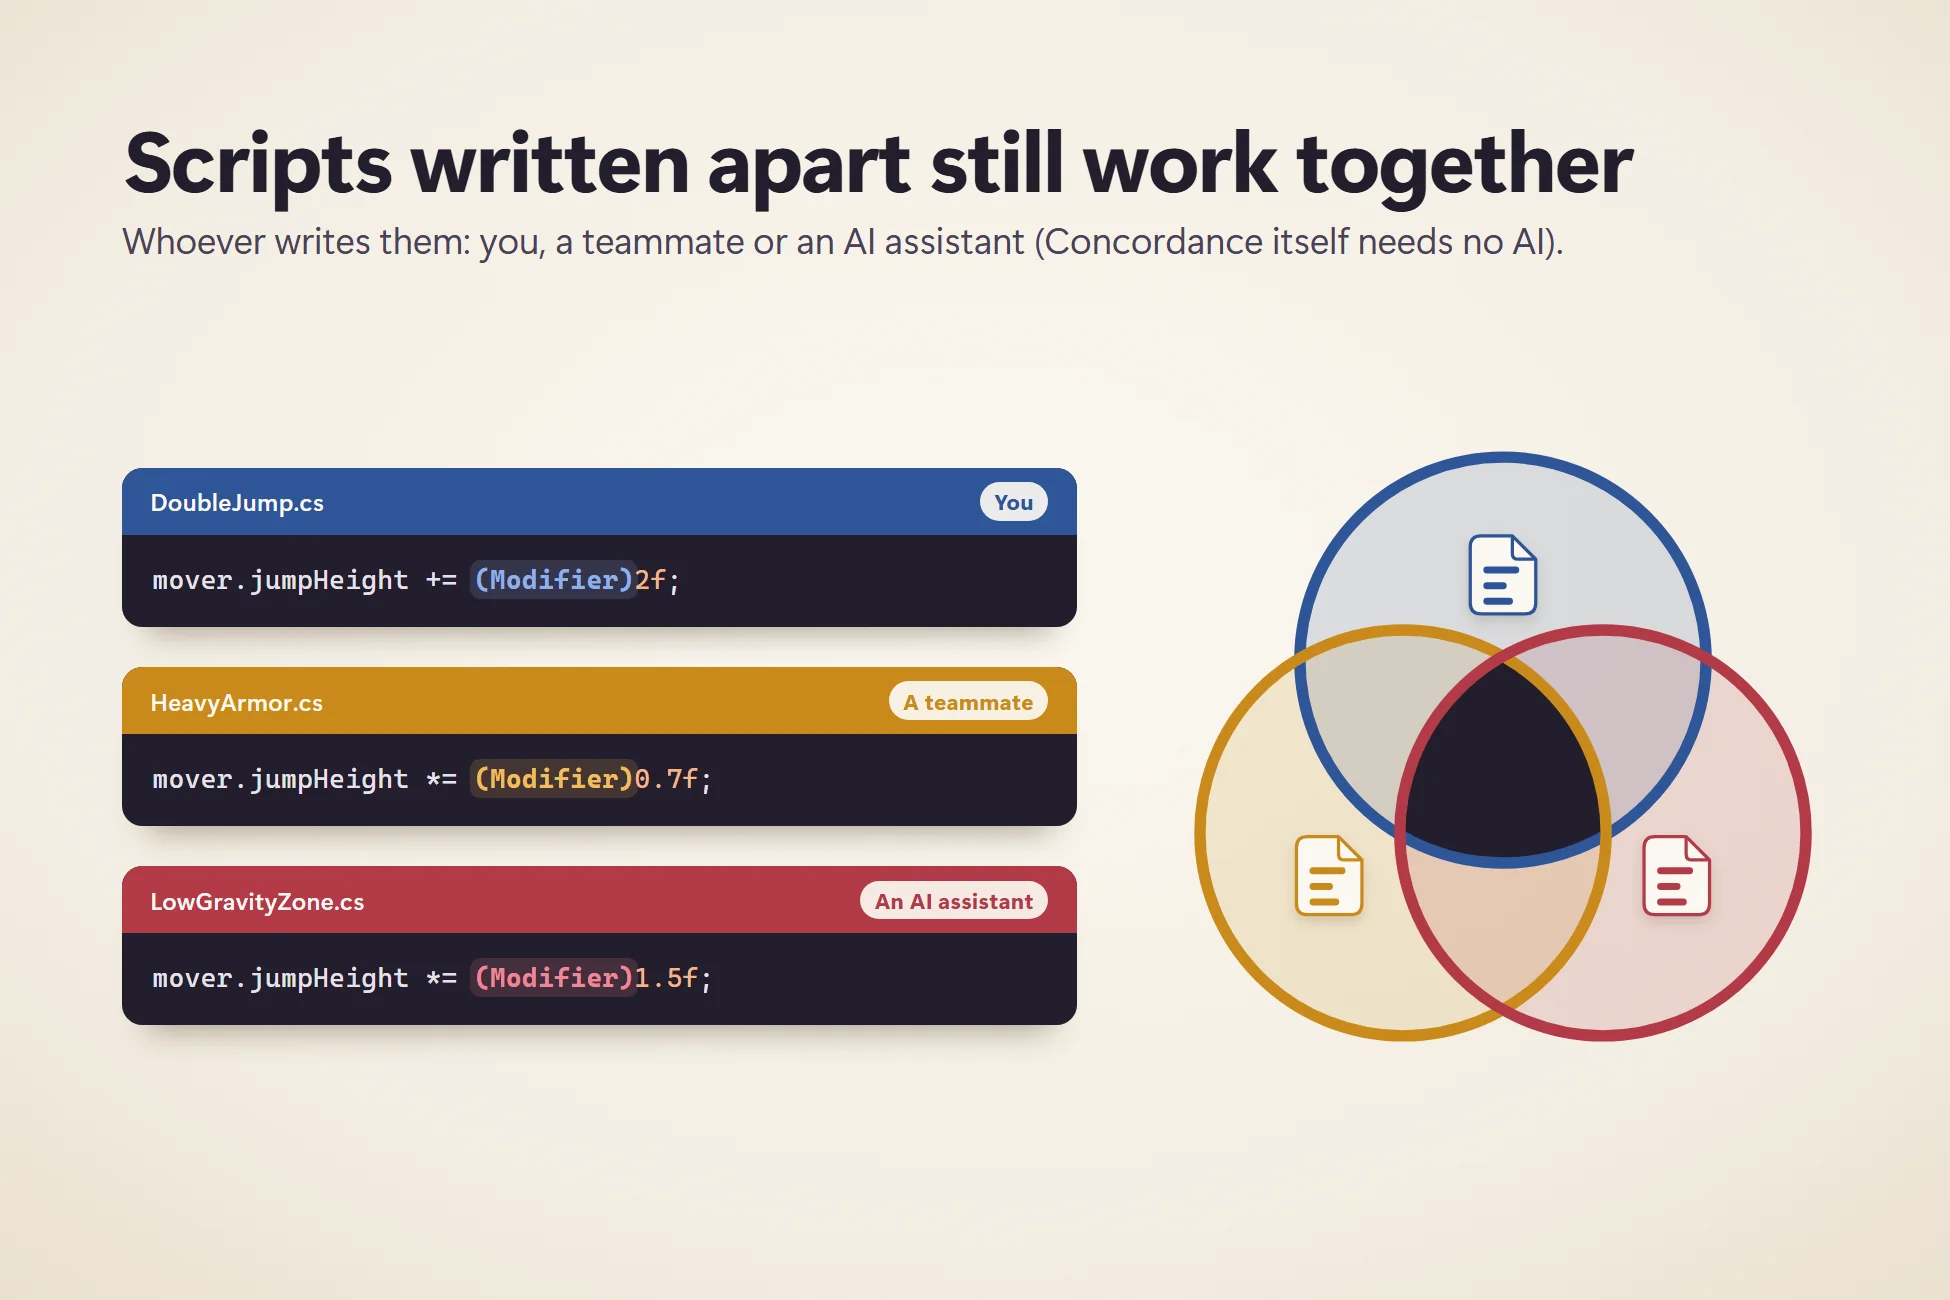 Scripts written apart still work together
Whoever writes them: you, a teammate or an AI assistant (Concordance itself needs no AI).
DoubleJump.cs
You
mover.jumpHeight += (Modifier)2f;
HeavyArmor.cs
A teammate
mover.jumpHeight *= (Modifier)0.7f;
LowGravityZone.cs
An AI assistant
mover.jumpHeight *= (Modifier)1.5f;